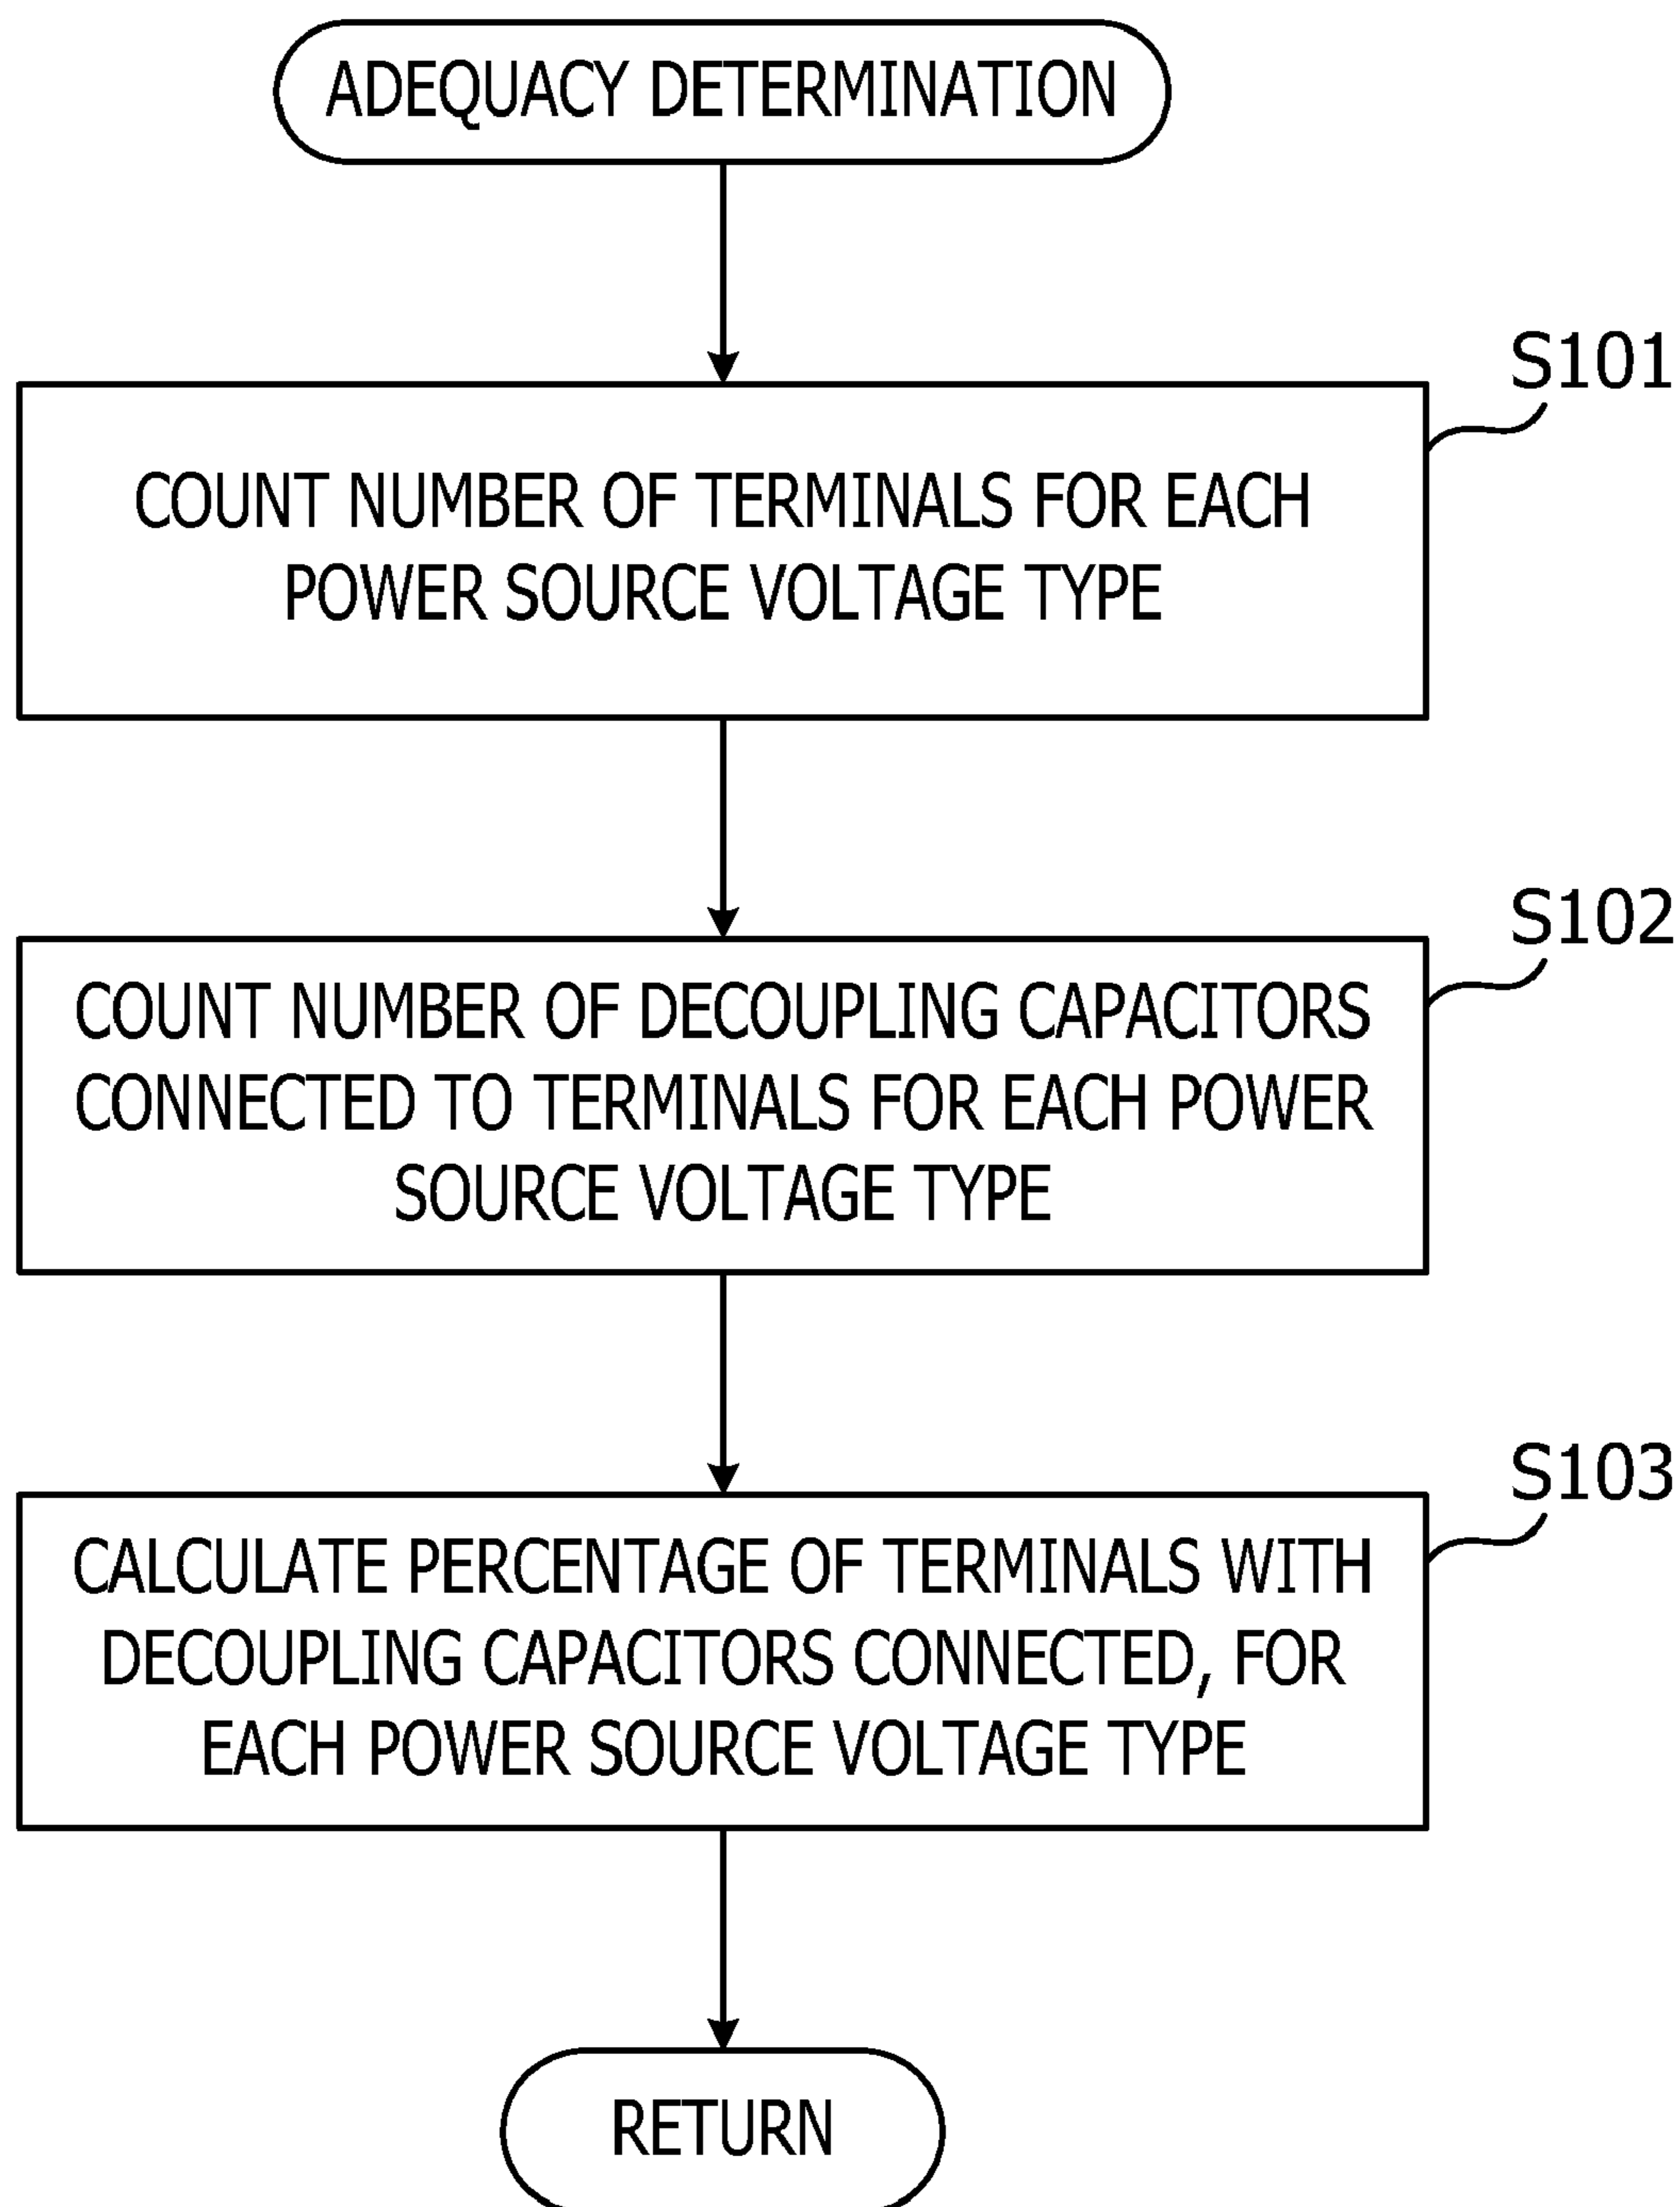 ADEQUACY DETERMINATION
S101
COUNT NUMBER OF TERMINALS FOR EACH
POWER SOURCE VOLTAGE TYPE
S102
COUNT NUMBER OF DECOUPLING CAPACITORS
CONNECTED TO TERMINALS FOR EACH POWER
SOURCE VOLTAGE TYPE
S103
CALCULATE PERCENTAGE OF TERMINALS WITH
DECOUPLING CAPACITORS CONNECTED, FOR
EACH POWER SOURCE VOLTAGE TYPE
RETURN